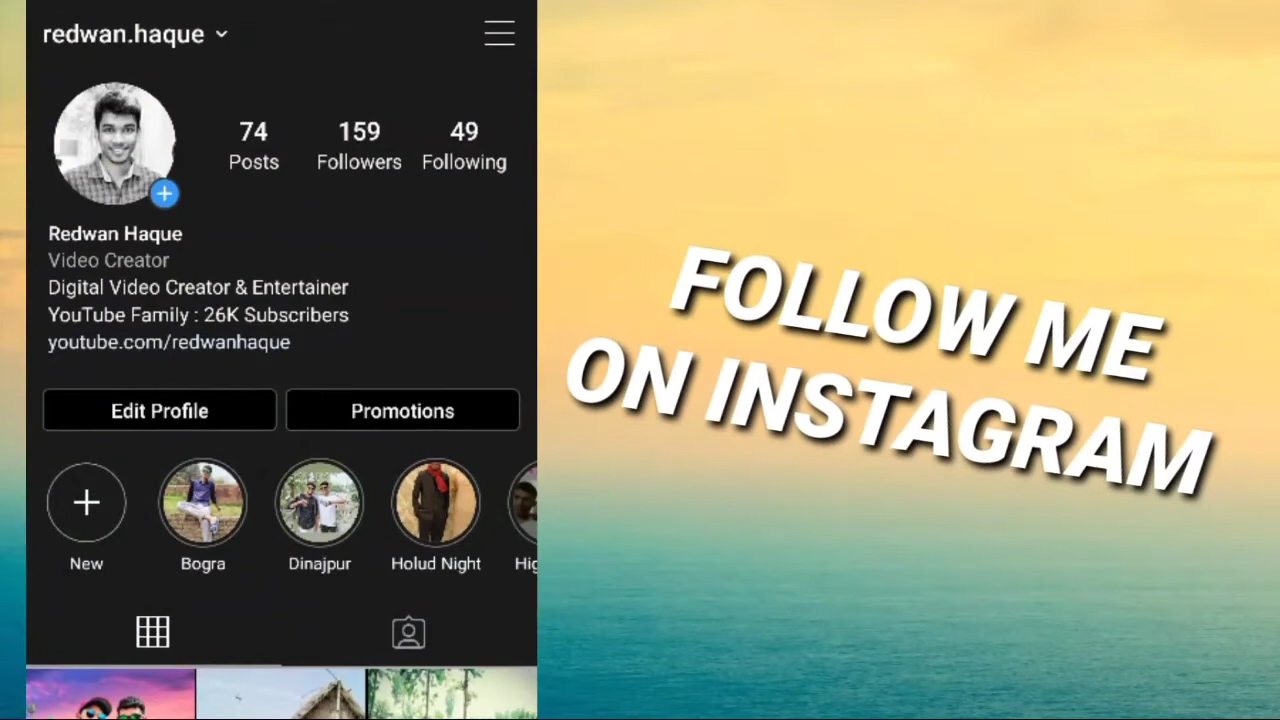 redwan.haque
74
Posts
159
Followers
49
Following
Redwan Haque
Video Creator
Digital Video Creator & Entertainer
YouTube Family : 26K Subscribers
youtube.com/redwanhaque
Edit Profile
Promotions
New
Bogra
Dinajpur
Holud Night
Hig
FOLLOW ME
ON INSTAGRAM